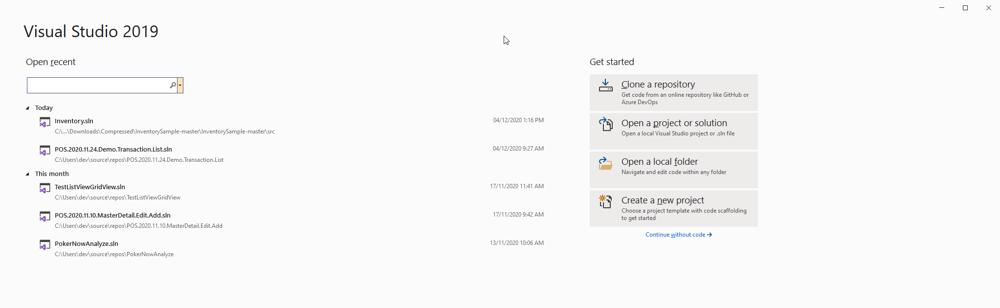 Visual Studio 2019
Open recent
Today
Inventory.sln
04/12/2020 1:16 PM
C:\...\Downloads\Compressed\InventorySample-master\InventorySample-master\src
POS.2020.11.24.Demo.Transaction.List.sln
04/12/2020 9:27 AM
C:\Users\dev\source\repos\POS.2020.11.24.Demo.Transaction.List
This month
TestListViewGridView.sln
17/11/2020 11:41 AM
C:\Users\dev\source\repos\TestListViewGridView
POS.2020.11.10.MasterDetail.Edit.Add.sln
17/11/2020 9:42 AM
C:\Users\dev\source\repos\POS.2020.11.10.MasterDetail.Edit.Add
PokerNowAnalyze.sln
13/11/2020 10:06 AM
C:\Users\dev\source\repos\PokerNowAnalyze
Get started
Clone a repository
Get code from an online repository like GitHub or
Azure DevOps
Open a project or solution
Open a local Visual Studio project or .sln file
Open a local folder
Navigate and edit code within any folder
Create a new project
Choose a project template with code scaffolding
to get started
Continue without code →